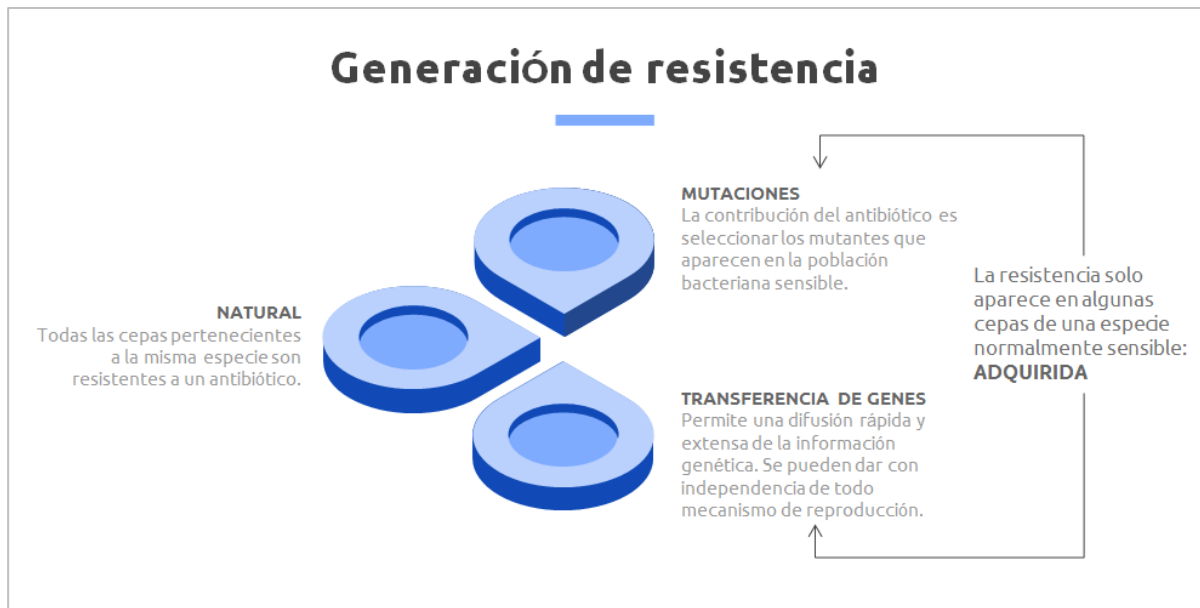 Generación de resistencia
MUTACIONES
La contribución del antibiótico es
seleccionar los mutantes que
aparecen en la población
bacteriana sensible.
NATURAL
Todas las cepas pertenecientes
a la misma especie son
resistentes a un antibiótico.
TRANSFERENCIA DE GENES
Permite una difusión rápida y
extensa de la información
genética. Se pueden dar con
independencia de todo
mecanismo de reproducción.
La resistencia solo
aparece en algunas
cepas de una especie
normalmente sensible:
ADQUIRIDA